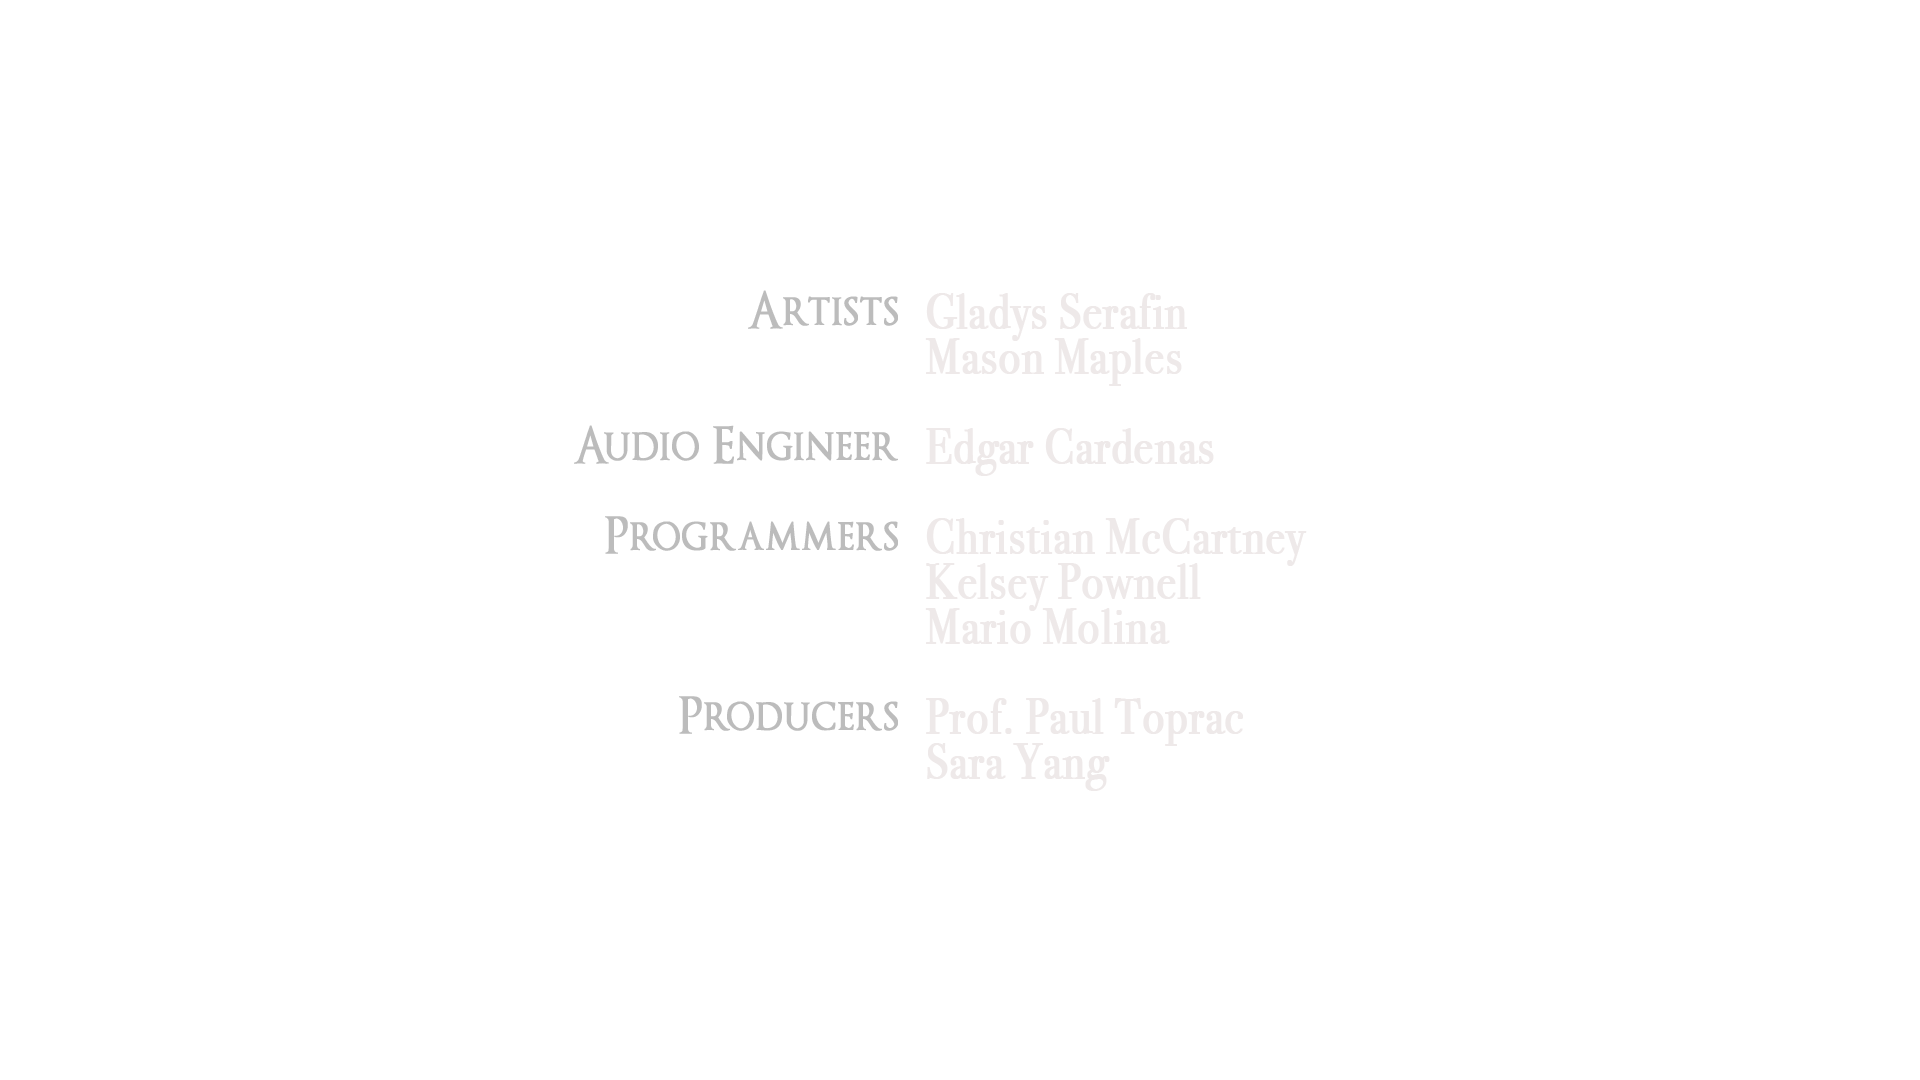 Artists Gladys Serafin
Mason Maples
Audio Engineer Edgar Cardenas
Programmers Christian McCartney
Kelsey Pownell
Mario Molina
Producers Prof. Paul Toprac
Sara Yang